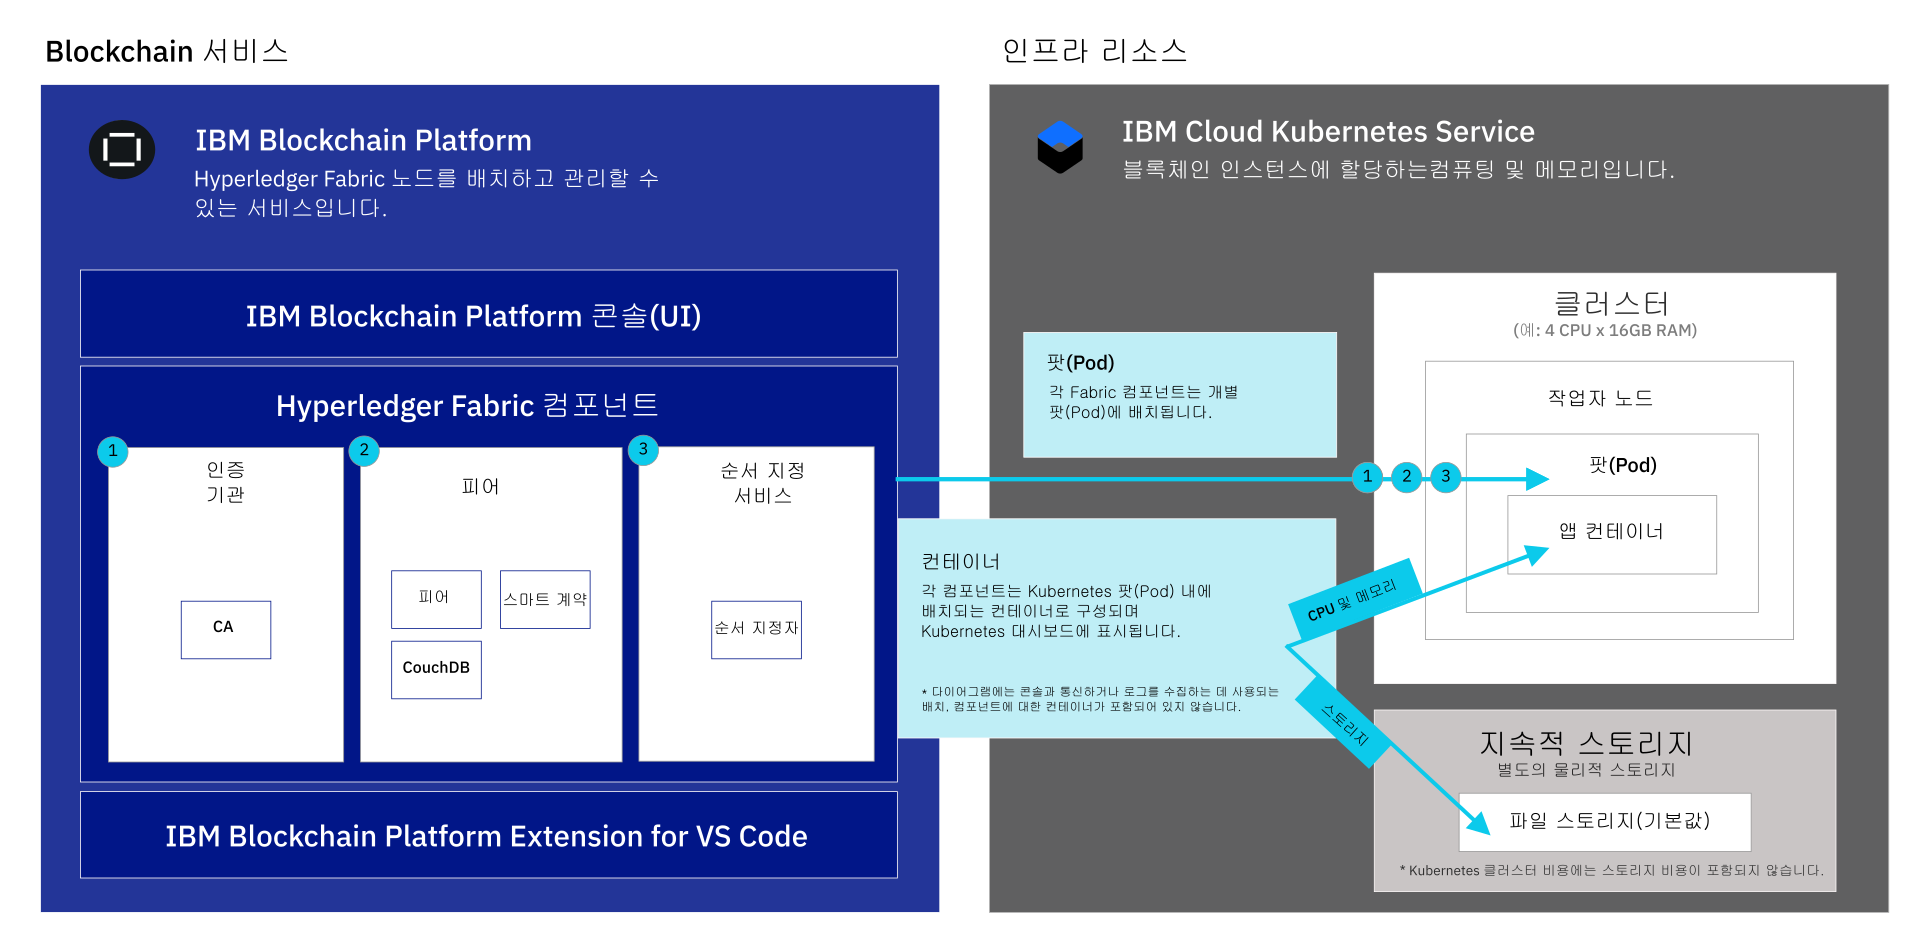 Blockchain 서비스
IBM Blockchain Platform
Hyperledger Fabric 노드를 배치하고 관리할 수
있는 서비스입니다.
IBM Blockchain Platform 콘솔(UI)
Hyperledger Fabric 컴포넌트
1
인증
기관
CA
2
피어
피어
스마트 계약
CouchDB
3
순서 지정
서비스
순서 지정자
IBM Blockchain Platform Extension for VS Code
인프라 리소스
IBM Cloud Kubernetes Service
블록체인 인스턴스에 할당하는컴퓨팅 및 메모리입니다.
팟(Pod)
각 Fabric 컴포넌트는 개별
팟(Pod)에 배치됩니다.
컨테이너
각 컴포넌트는 Kubernetes 팟(Pod) 내에
배치되는 컨테이너로 구성되며
Kubernetes 대시보드에 표시됩니다.
* 다이어그램에는 콘솔과 통신하거나 로그를 수집하는 데 사용되는
배치, 컴포넌트에 대한 컨테이너가 포함되어 있지 않습니다.
클러스터
(예: 4 CPU x 16GB RAM)
작업자 노드
팟(Pod)
1 2 3
앱 컨테이너
CPU 및 메모리
스토리지
지속적 스토리지
별도의 물리적 스토리지
파일 스토리지(기본값)
* Kubernetes 클러스터 비용에는 스토리지 비용이 포함되지 않습니다.